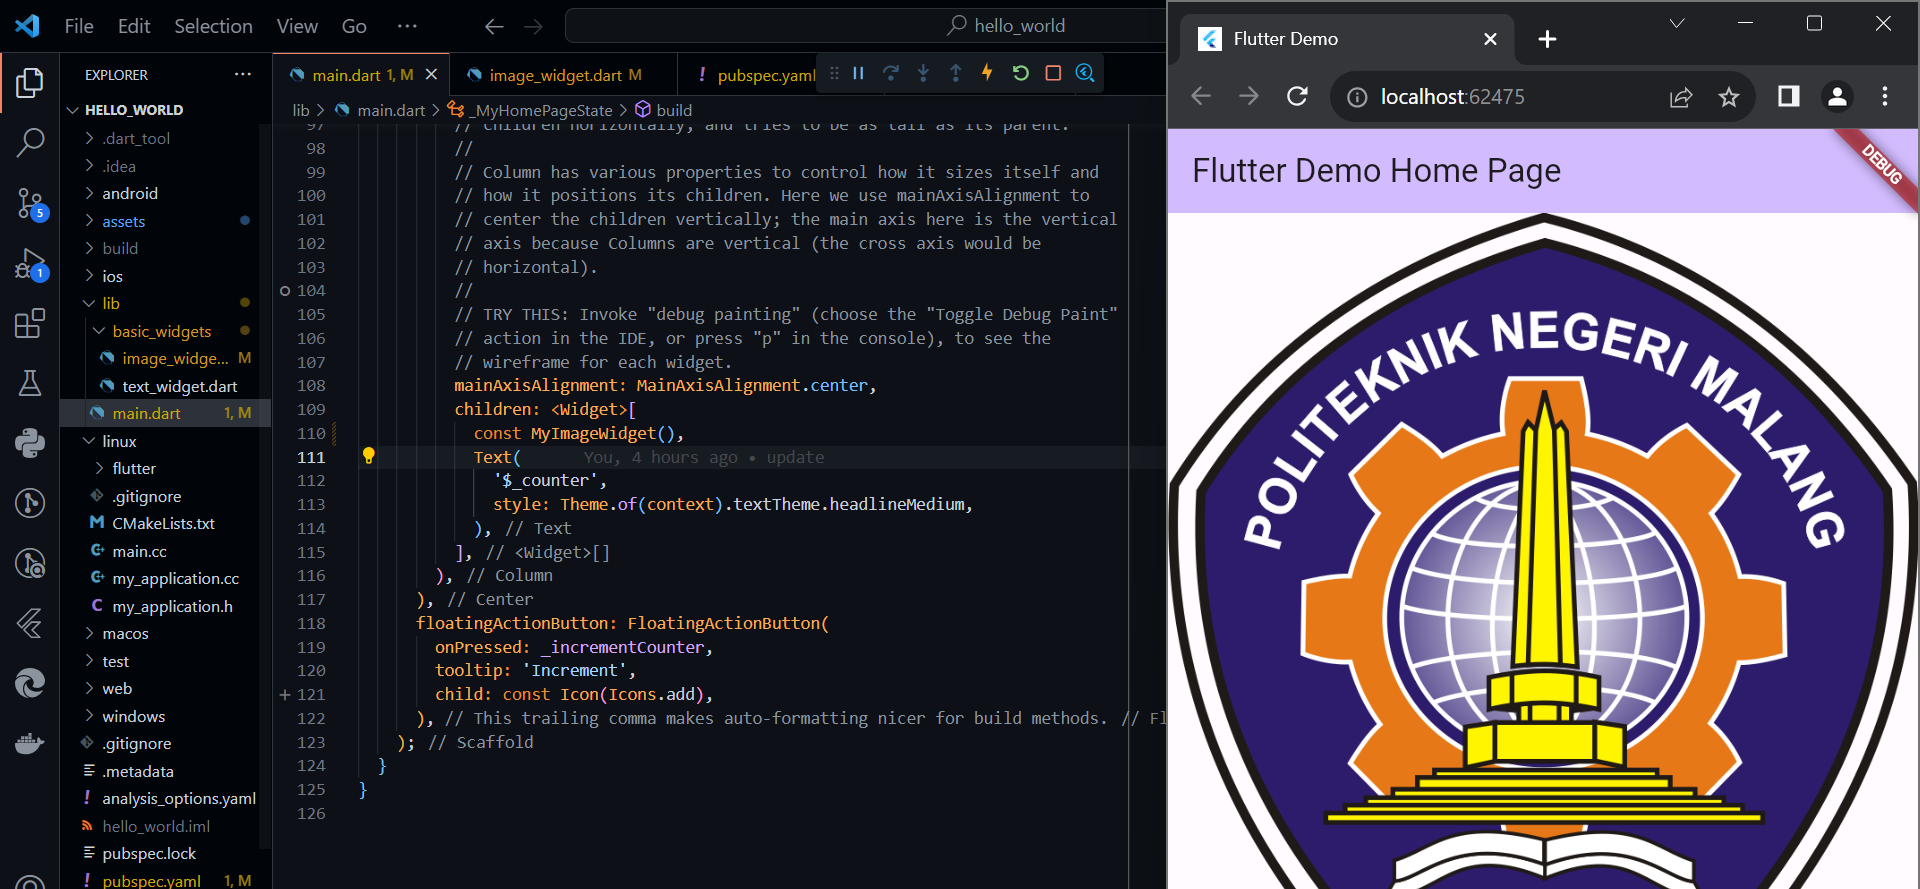 File Edit Selection View Go ··· hello_world
EXPLORER ···
HELLO_WORLD
.dart_tool
.idea
android
assets
build
ios
lib
basic_widgets
image_widge... M
text_widget.dart
main.dart 1, M
linux
flutter
.gitignore
CMakeLists.txt
main.cc
my_application.cc
my_application.h
macos
test
web
windows
.gitignore
.metadata
analysis_options.yaml
hello_world.iml
pubspec.lock
pubspec.yaml 1, M
5
1
main.dart 1, M image_widget.dart M pubspec.yaml
lib > main.dart > _MyHomePageState > build
97 // children horizontally, and tries to be as tall as its parent.
98 //
99 // Column has various properties to control how it sizes itself and
100 // how it positions its children. Here we use mainAxisAlignment to
101 // center the children vertically; the main axis here is the vertical
102 // axis because Columns are vertical (the cross axis would be
103 // horizontal).
104 //
105 // TRY THIS: Invoke "debug painting" (choose the "Toggle Debug Paint"
106 // action in the IDE, or press "p" in the console), to see the
107 // wireframe for each widget.
108 mainAxisAlignment: MainAxisAlignment.center,
109 children: <Widget>[
110 const MyImageWidget(),
111 Text( You, 4 hours ago • update
112 '$_counter',
113 style: Theme.of(context).textTheme.headlineMedium,
114 ), // Text
115 ], // <Widget>[]
116 ), // Column
117 ), // Center
118 floatingActionButton: FloatingActionButton(
119 onPressed: _incrementCounter,
120 tooltip: 'Increment',
121 child: const Icon(Icons.add),
122 ), // This trailing comma makes auto-formatting nicer for build methods. // Fl
123 ); // Scaffold
124 }
125 }
126
Flutter Demo
localhost:62475
Flutter Demo Home Page
DEBUG
POLITEKNIK NEGERI MALANG